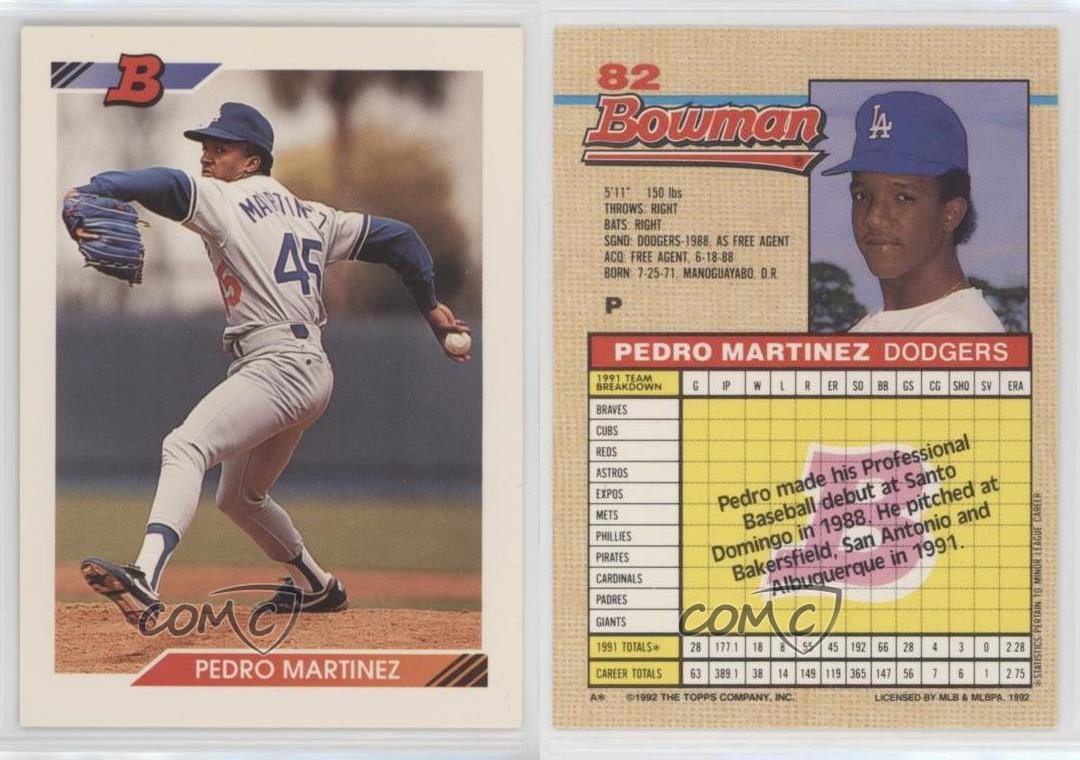 B
MARTINEZ
45
PEDRO MARTINEZ
COMC
82
Bowman
®
LA
5'11" 150 lbs
THROWS: RIGHT
BATS: RIGHT
SGND: DODGERS-1988, AS FREE AGENT
ACQ: FREE AGENT, 6-18-88
BORN: 7-25-71, MANOGUAYABO, D.R.
P
PEDRO MARTINEZ DODGERS
1991 TEAM BREAKDOWN G IP W L R ER SO BB GS CG SHO SV ERA
BRAVES
CUBS
REDS
ASTROS
EXPOS
METS
PHILLIES
PIRATES
CARDINALS
PADRES
GIANTS
Pedro made his Professional
Baseball debut at Santo
Domingo in 1988. He pitched at
Bakersfield, San Antonio and
Albuquerque in 1991.
COMC
1991 TOTALS* 28 177.1 18 8 55 45 192 66 28 4 3 0 2.28
CAREER TOTALS 63 389.1 38 14 149 119 365 147 56 7 6 1 2.75
*STATISTICS PERTAIN TO MINOR LEAGUE CAREER
A* ©1992 THE TOPPS COMPANY, INC. LICENSED BY MLB & MLBPA, 1992